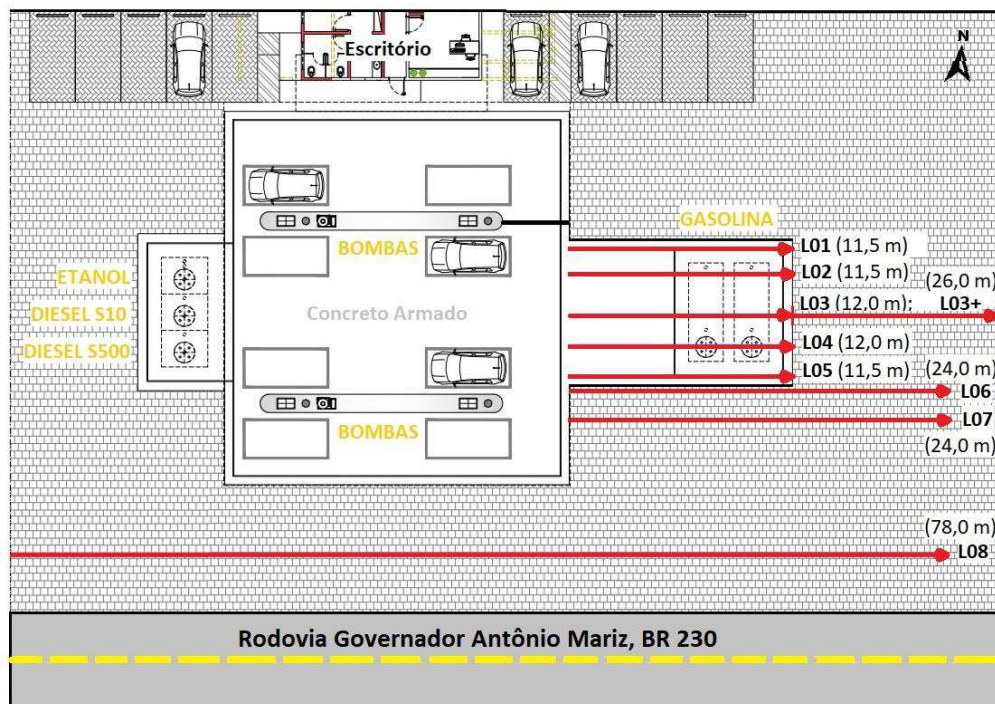 Escritório
N
GASOLINA
BOMBAS
L01 (11,5 m)
ETANOL
L02 (11,5 m)
(26,0 m)
DIESEL S10
Concreto Armado
L03 (12,0 m);
L03+
DIESEL S500
L04 (12,0 m)
L05 (11,5 m)
(24,0 m)
L06
BOMBAS
L07
(24,0 m)
(78,0 m)
L08
Rodovia Governador Antônio Mariz, BR 230